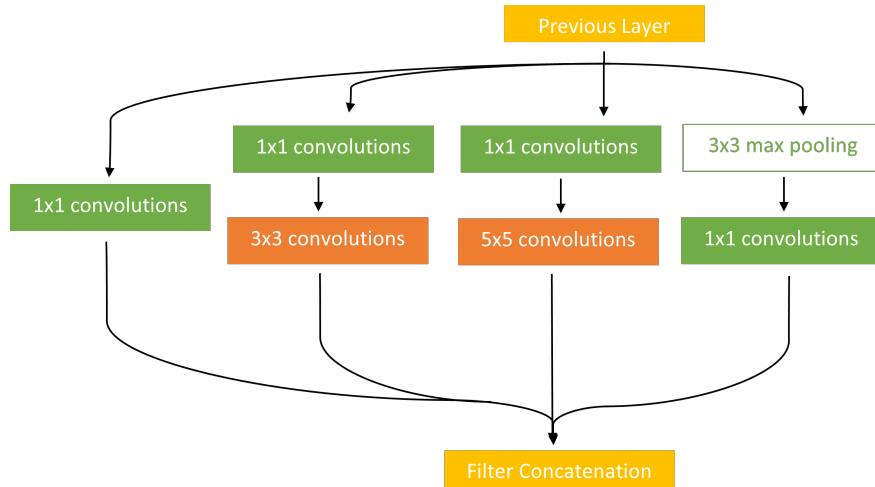 Previous Layer
1x1 convolutions
1x1 convolutions
3x3 max pooling
1x1 convolutions
3x3 convolutions
5x5 convolutions
1x1 convolutions
Filter Concatenation